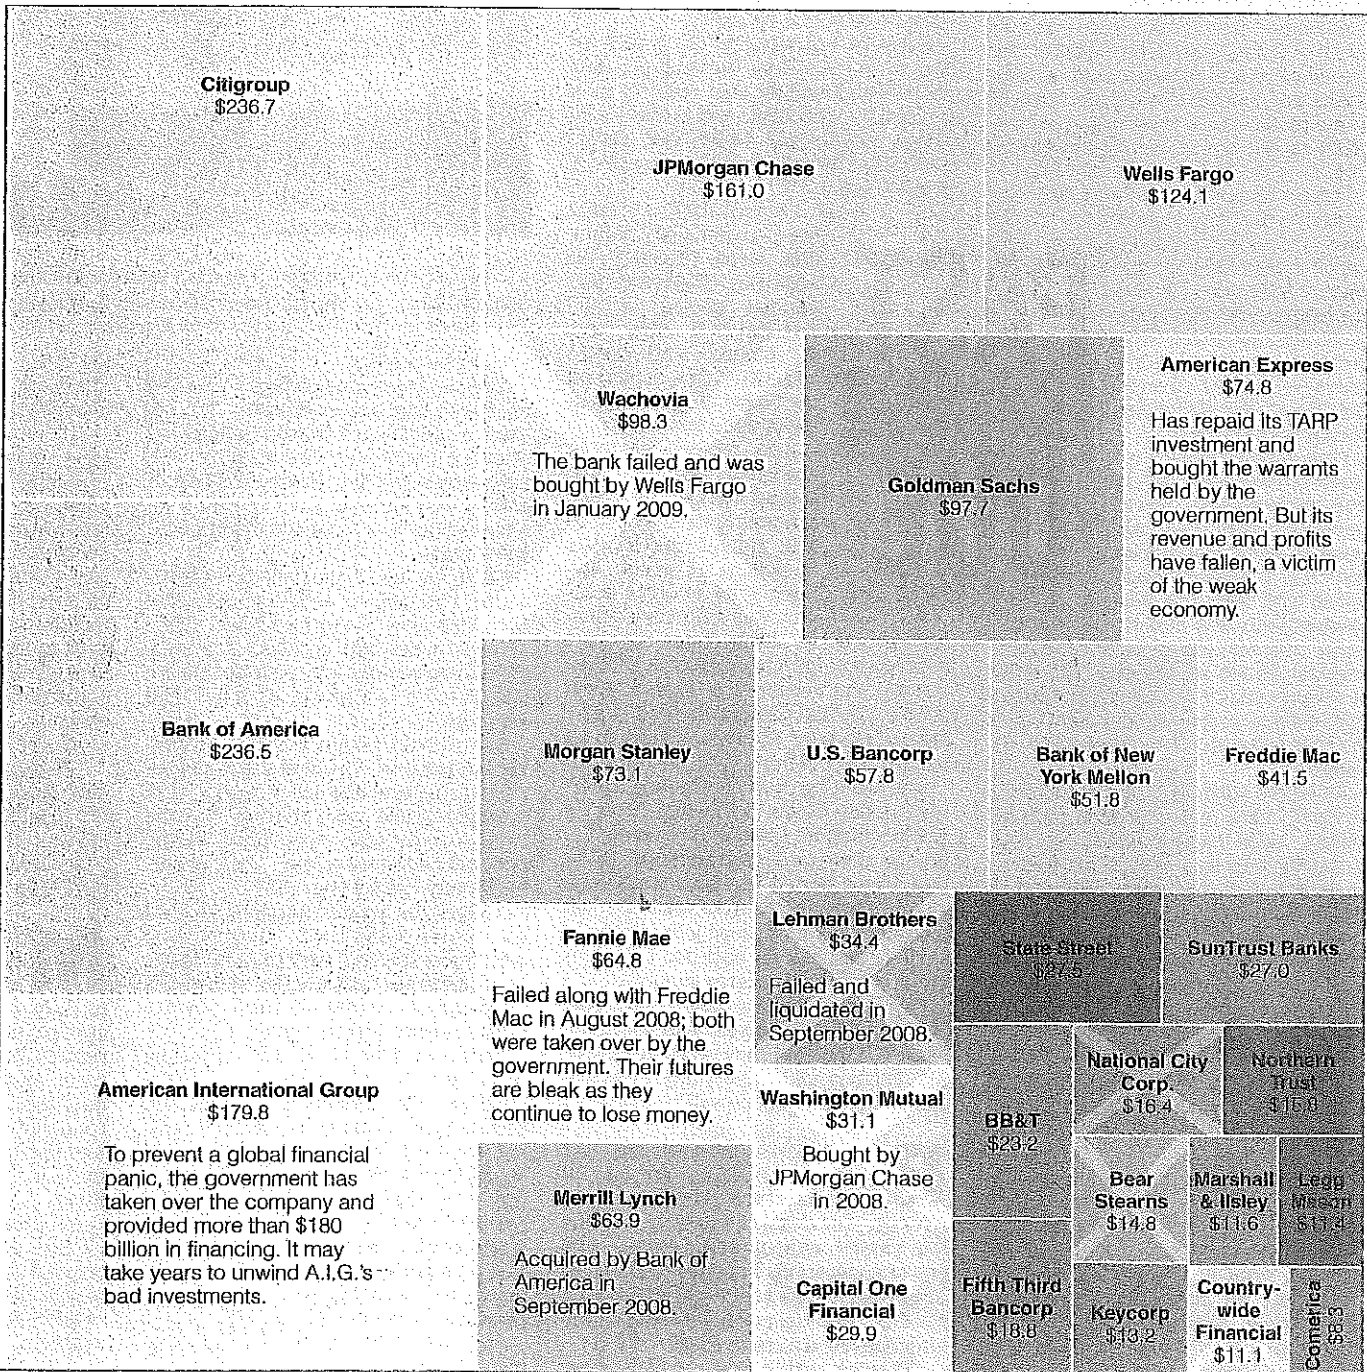 Citigroup
$236.7
JPMorgan Chase
$161.0
Wells Fargo
$124.1
Wachovia
$98.3
The bank failed and was
bought by Wells Fargo
in January 2009.
Goldman Sachs
$97.7
American Express
$74.8
Has repaid its TARP
investment and
bought the warrants
held by the
government. But its
revenue and profits
have fallen, a victim
of the weak
economy.
Bank of America
$236.5
Morgan Stanley
$73.1
U.S. Bancorp
$57.8
Bank of New
York Mellon
$51.8
Freddie Mac
$41.5
Fannie Mae
$64.8
Failed along with Freddie
Mac in August 2008; both
were taken over by the
government. Their futures
are bleak as they
continue to lose money.
Lehman Brothers
$34.4
Failed and
liquidated in
September 2008.
State Street
$27.5
SunTrust Banks
$27.0
American International Group
$179.8
To prevent a global financial
panic, the government has
taken over the company and
provided more than $180
billion in financing. It may
take years to unwind A.I.G.'s
bad investments.
Merrill Lynch
$63.9
Acquired by Bank of
America in
September 2008.
Washington Mutual
$31.1
Bought by
JPMorgan Chase
in 2008.
Capital One
Financial
$29.9
BB&T
$23.2
National City
Corp.
$16.4
Northern
Trust
Bear
Stearns
$14.8
Marshall
& Ilsley
$11.6
Legg
Mason
$11.4
Fifth Third
Bancorp
$18.8
Keycorp
$13.2
Country-
wide
Financial
$11.1
Comerica
$8.3